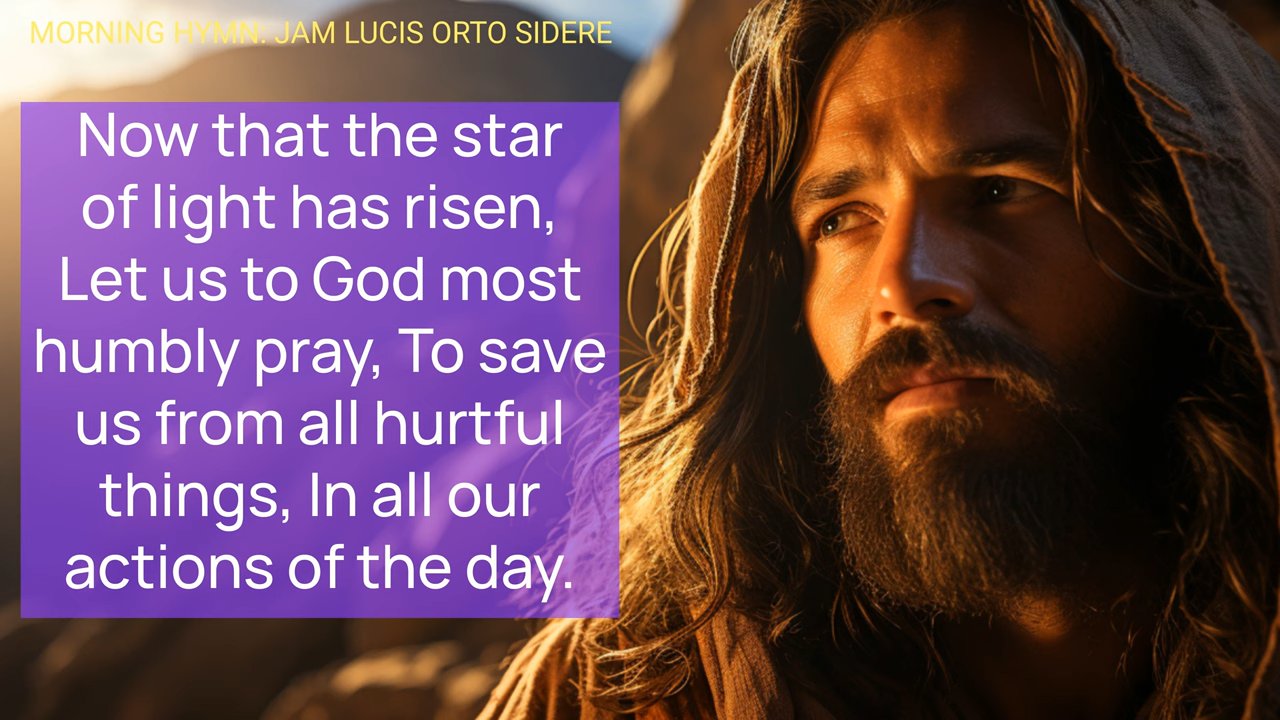 MORNING HYMN: JAM LUCIS ORTO SIDERE
Now that the star
of light has risen,
Let us to God most
humbly pray, To save
us from all hurtful
things, In all our
actions of the day.